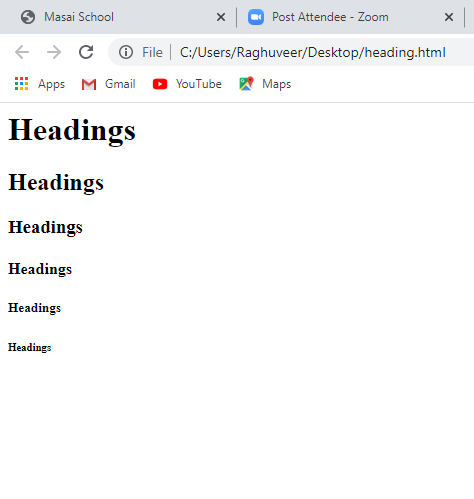 Masai School
Post Attendee - Zoom
File C:/Users/Raghuveer/Desktop/heading.html
Apps Gmail YouTube Maps
Headings
Headings
Headings
Headings
Headings
Headings